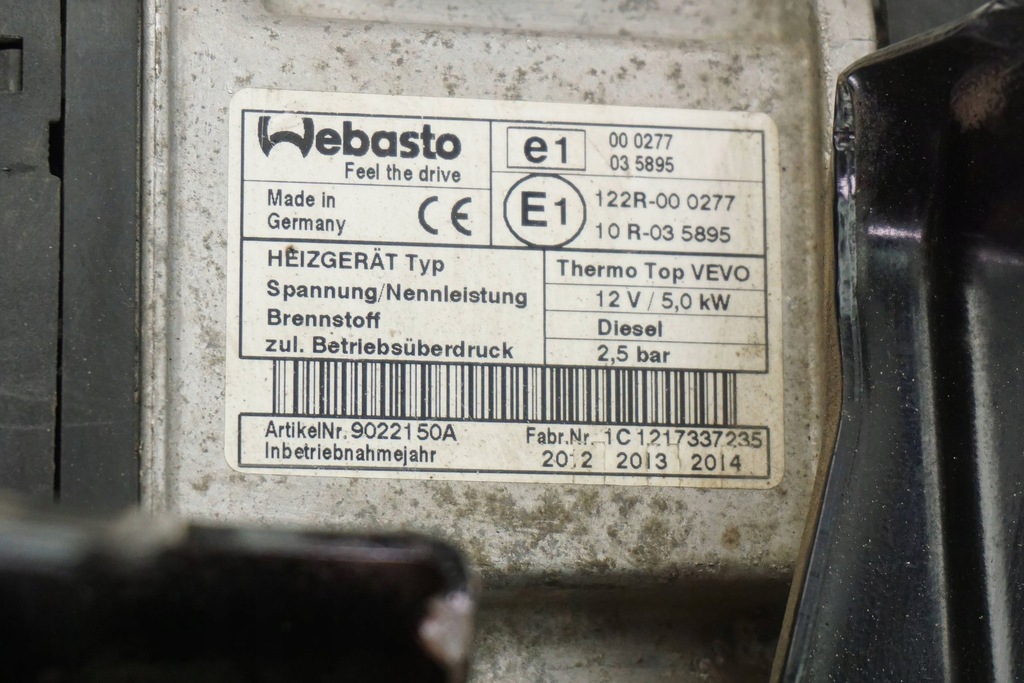 Webasto
Feel the drive
e1 00 0277
03 5895
Made in
Germany
CE
E1 122R-00 0277
10 R-03 5895
HEIZGERÄT Typ Thermo Top VEVO
Spannung/Nennleistung 12 V / 5,0 kW
Brennstoff Diesel
zul. Betriebsüberdruck 2,5 bar
ArtikelNr. 9022150A Fabr.Nr. 1C1217337235
Inbetriebnahmejahr 2012 2013 2014